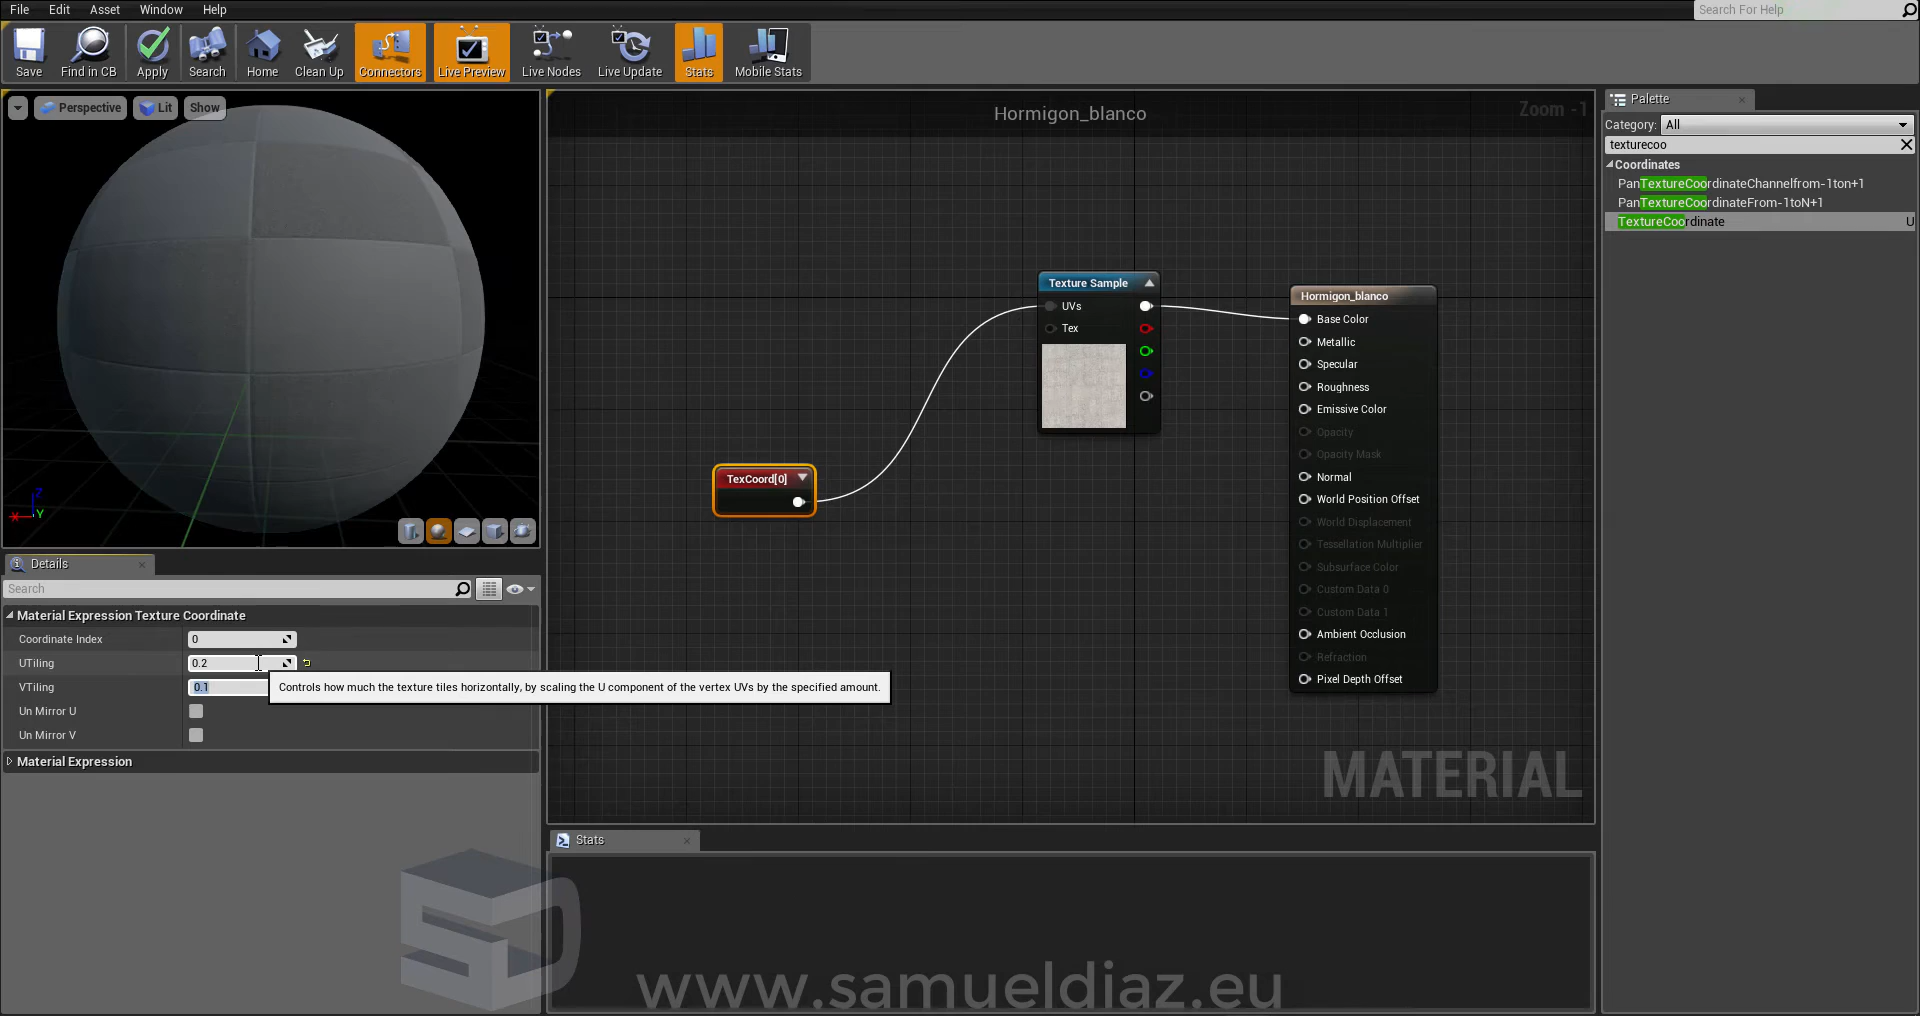 File Edit Asset Window Help
Search For Help
Save Find in CB Apply Search Home Clean Up Connectors Live Preview Live Nodes Live Update Stats Mobile Stats
Perspective Lit Show
Hormigon_blanco
Zoom -1
Palette
Category: All
texturecoo
Coordinates
PanTextureCoordinateChannelfrom-1ton+1
PanTextureCoordinateFrom-1toN+1
TextureCoordinate U
Texture Sample
UVs
Tex
TexCoord[0]
Hormigon_blanco
Base Color
Metallic
Specular
Roughness
Emissive Color
Opacity
Opacity Mask
Normal
World Position Offset
World Displacement
Tessellation Multiplier
Subsurface Color
Custom Data 0
Custom Data 1
Ambient Occlusion
Refraction
Pixel Depth Offset
MATERIAL
Z
X
Y
Details
Search
Material Expression Texture Coordinate
Coordinate Index 0
UTiling 0.2
VTiling 0.1
Controls how much the texture tiles horizontally, by scaling the U component of the vertex UVs by the specified amount.
Un Mirror U
Un Mirror V
Material Expression
Stats
SD
www.samueldiaz.eu